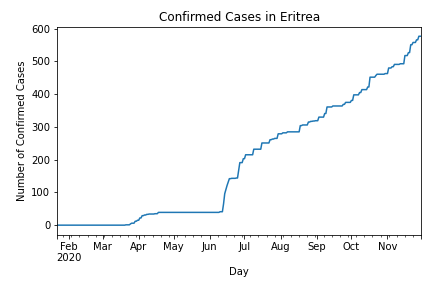 Confirmed Cases in Eritrea
600
500
400
300
200
100
0
Number of Confirmed Cases
Feb Mar Apr May Jun Jul Aug Sep Oct Nov
2020
Day